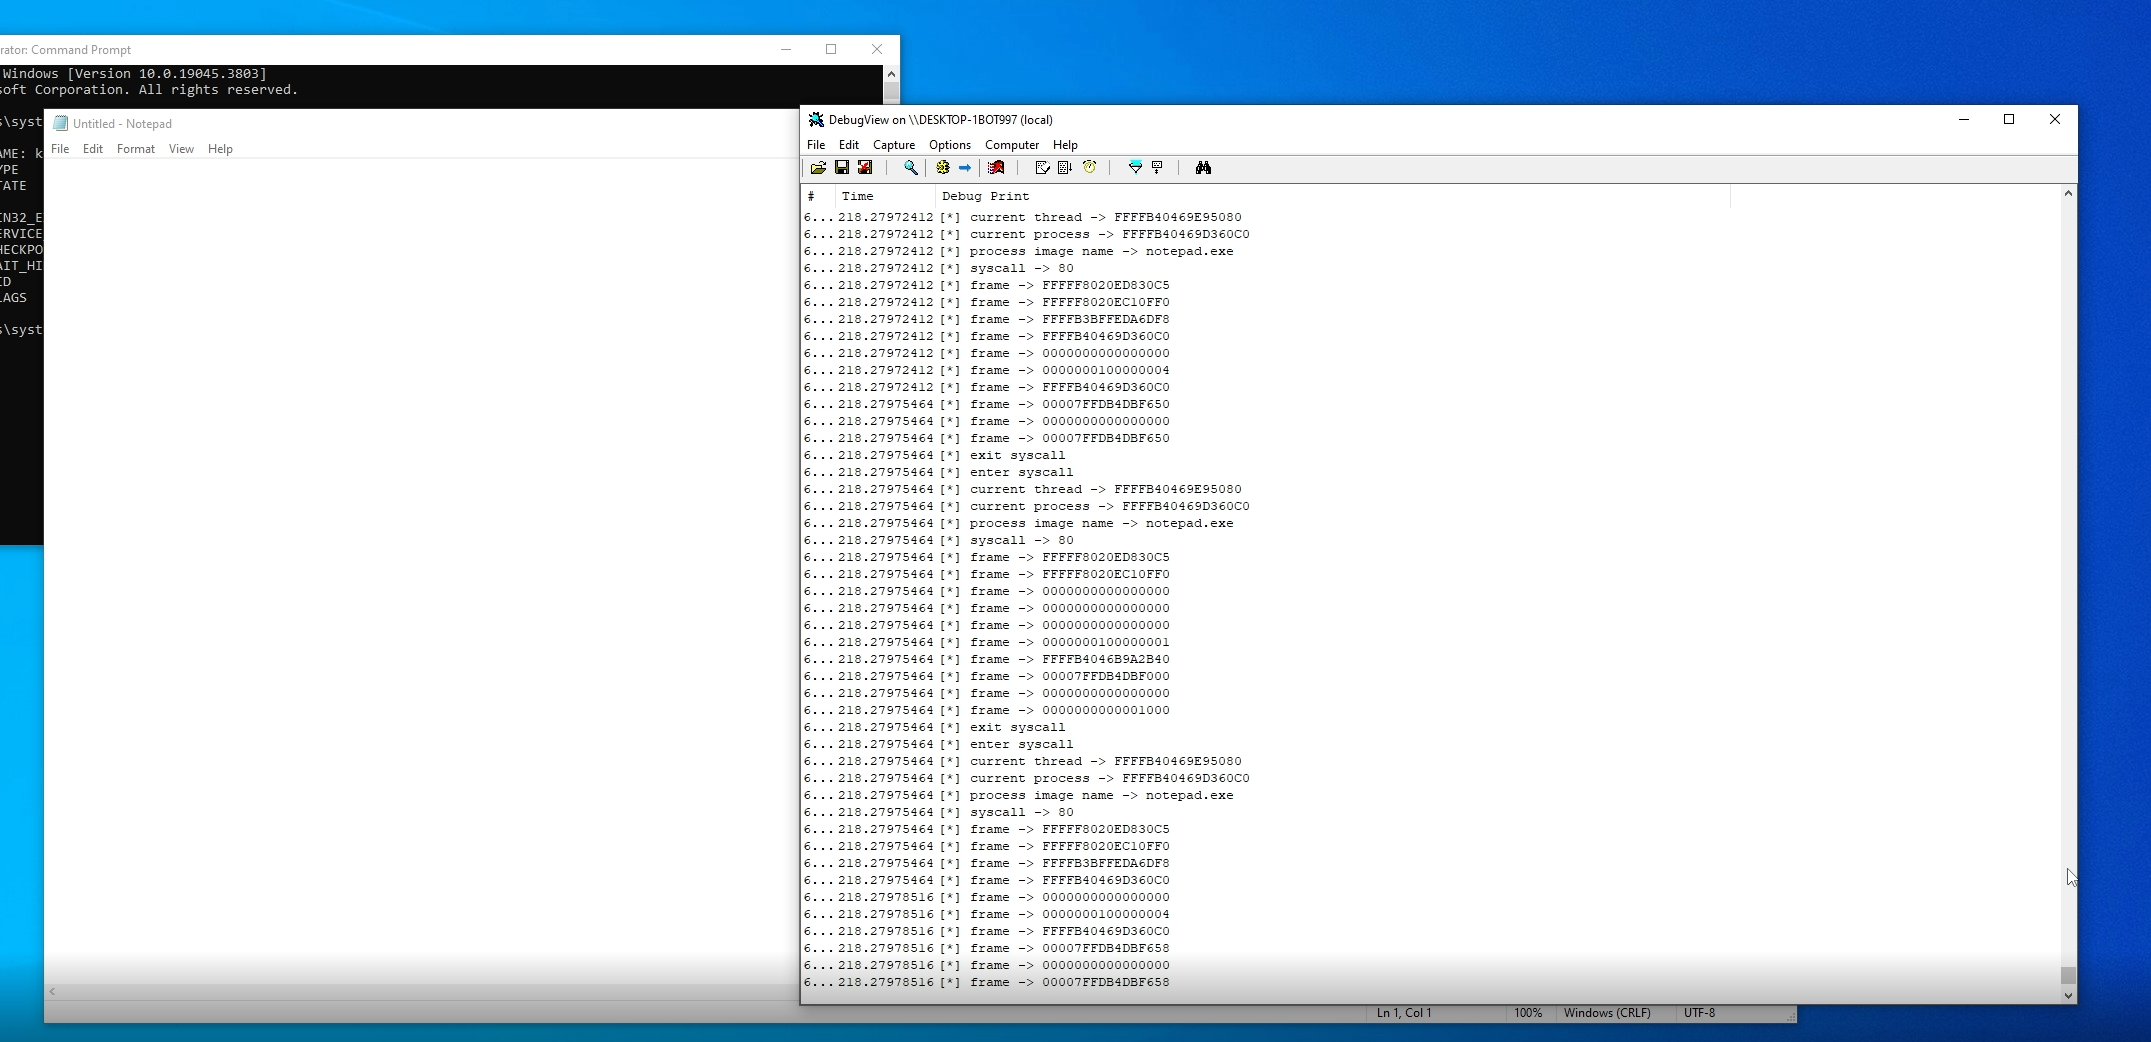 rator: Command Prompt
Windows [Version 10.0.19045.3803]
soft Corporation. All rights reserved.
s\syst
AME: k
YPE
TATE
IN32_E
ERVICE
HECKPO
AIT_HI
ID
LAGS
s\syst
Untitled - Notepad
File Edit Format View Help
Ln 1, Col 1 100% Windows (CRLF) UTF-8
DebugView on \\DESKTOP-1BOT997 (local)
File Edit Capture Options Computer Help
# Time Debug Print
6... 218.27972412 [*] current thread -> FFFFB40469E95080
6... 218.27972412 [*] current process -> FFFFB40469D360C0
6... 218.27972412 [*] process image name -> notepad.exe
6... 218.27972412 [*] syscall -> 80
6... 218.27972412 [*] frame -> FFFFF8020ED830C5
6... 218.27972412 [*] frame -> FFFFF8020EC10FF0
6... 218.27972412 [*] frame -> FFFFB3BFFEDA6DF8
6... 218.27972412 [*] frame -> FFFFB40469D360C0
6... 218.27972412 [*] frame -> 0000000000000000
6... 218.27972412 [*] frame -> 0000000100000004
6... 218.27972412 [*] frame -> FFFFB40469D360C0
6... 218.27975464 [*] frame -> 00007FFDB4DBF650
6... 218.27975464 [*] frame -> 0000000000000000
6... 218.27975464 [*] frame -> 00007FFDB4DBF650
6... 218.27975464 [*] exit syscall
6... 218.27975464 [*] enter syscall
6... 218.27975464 [*] current thread -> FFFFB40469E95080
6... 218.27975464 [*] current process -> FFFFB40469D360C0
6... 218.27975464 [*] process image name -> notepad.exe
6... 218.27975464 [*] syscall -> 80
6... 218.27975464 [*] frame -> FFFFF8020ED830C5
6... 218.27975464 [*] frame -> FFFFF8020EC10FF0
6... 218.27975464 [*] frame -> 0000000000000000
6... 218.27975464 [*] frame -> 0000000000000000
6... 218.27975464 [*] frame -> 0000000000000000
6... 218.27975464 [*] frame -> 0000000100000001
6... 218.27975464 [*] frame -> FFFFB4046B9A2B40
6... 218.27975464 [*] frame -> 00007FFDB4DBF000
6... 218.27975464 [*] frame -> 0000000000000000
6... 218.27975464 [*] frame -> 0000000000001000
6... 218.27975464 [*] exit syscall
6... 218.27975464 [*] enter syscall
6... 218.27975464 [*] current thread -> FFFFB40469E95080
6... 218.27975464 [*] current process -> FFFFB40469D360C0
6... 218.27975464 [*] process image name -> notepad.exe
6... 218.27975464 [*] syscall -> 80
6... 218.27975464 [*] frame -> FFFFF8020ED830C5
6... 218.27975464 [*] frame -> FFFFF8020EC10FF0
6... 218.27975464 [*] frame -> FFFFB3BFFEDA6DF8
6... 218.27975464 [*] frame -> FFFFB40469D360C0
6... 218.27978516 [*] frame -> 0000000000000000
6... 218.27978516 [*] frame -> 0000000100000004
6... 218.27978516 [*] frame -> FFFFB40469D360C0
6... 218.27978516 [*] frame -> 00007FFDB4DBF658
6... 218.27978516 [*] frame -> 0000000000000000
6... 218.27978516 [*] frame -> 00007FFDB4DBF658